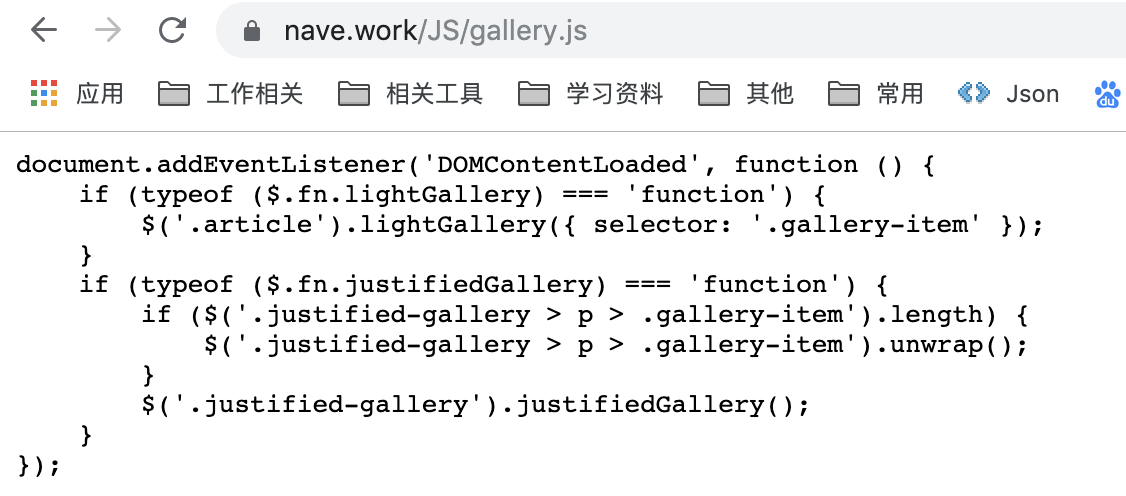 nave.work/JS/gallery.js
应用 工作相关 相关工具 学习资料 其他 常用 Json du
document.addEventListener('DOMContentLoaded', function () {
    if (typeof ($.fn.lightGallery) === 'function') {
        $('.article').lightGallery({ selector: '.gallery-item' });
    }
    if (typeof ($.fn.justifiedGallery) === 'function') {
        if ($('.justified-gallery > p > .gallery-item').length) {
            $('.justified-gallery > p > .gallery-item').unwrap();
        }
        $('.justified-gallery').justifiedGallery();
    }
});